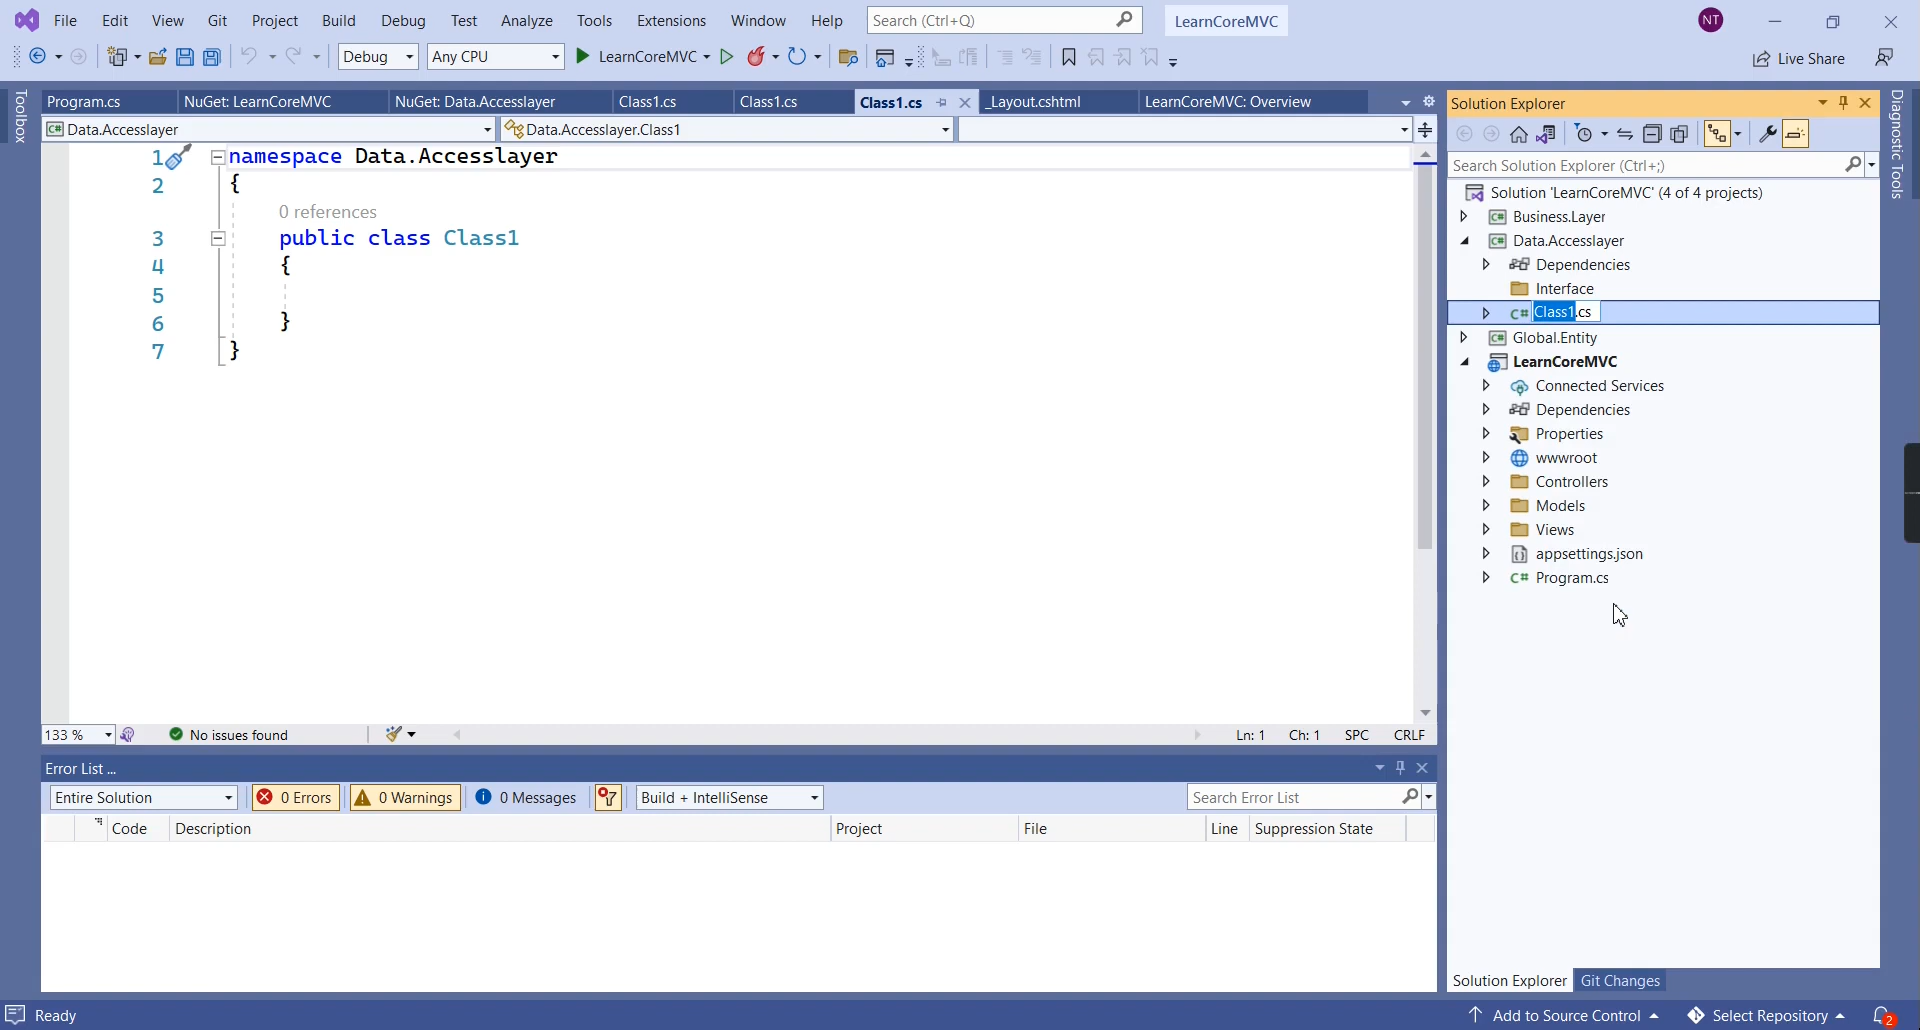 File Edit View Git Project Build Debug Test Analyze Tools Extensions Window Help Search (Ctrl+Q) LearnCoreMVC NT
Debug Any CPU LearnCoreMVC Live Share
Toolbox
Program.cs NuGet: LearnCoreMVC NuGet: Data.Accesslayer Class1.cs Class1.cs Class1.cs _Layout.cshtml LearnCoreMVC: Overview
C# Data.Accesslayer Data.Accesslayer.Class1
1 namespace Data.Accesslayer
2 {
0 references
3 public class Class1
4 {
5
6 }
7 }
133 % No issues found Ln: 1 Ch: 1 SPC CRLF
Error List ...
Entire Solution 0 Errors 0 Warnings 0 Messages Build + IntelliSense Search Error List
Code Description Project File Line Suppression State
Solution Explorer
Search Solution Explorer (Ctrl+;)
Solution 'LearnCoreMVC' (4 of 4 projects)
C# Business.Layer
C# Data.Accesslayer
Dependencies
Interface
C# Class1.cs
C# Global.Entity
LearnCoreMVC
Connected Services
Dependencies
Properties
wwwroot
Controllers
Models
Views
appsettings.json
C# Program.cs
Solution Explorer Git Changes
Diagnostic Tools
Ready Add to Source Control Select Repository 2